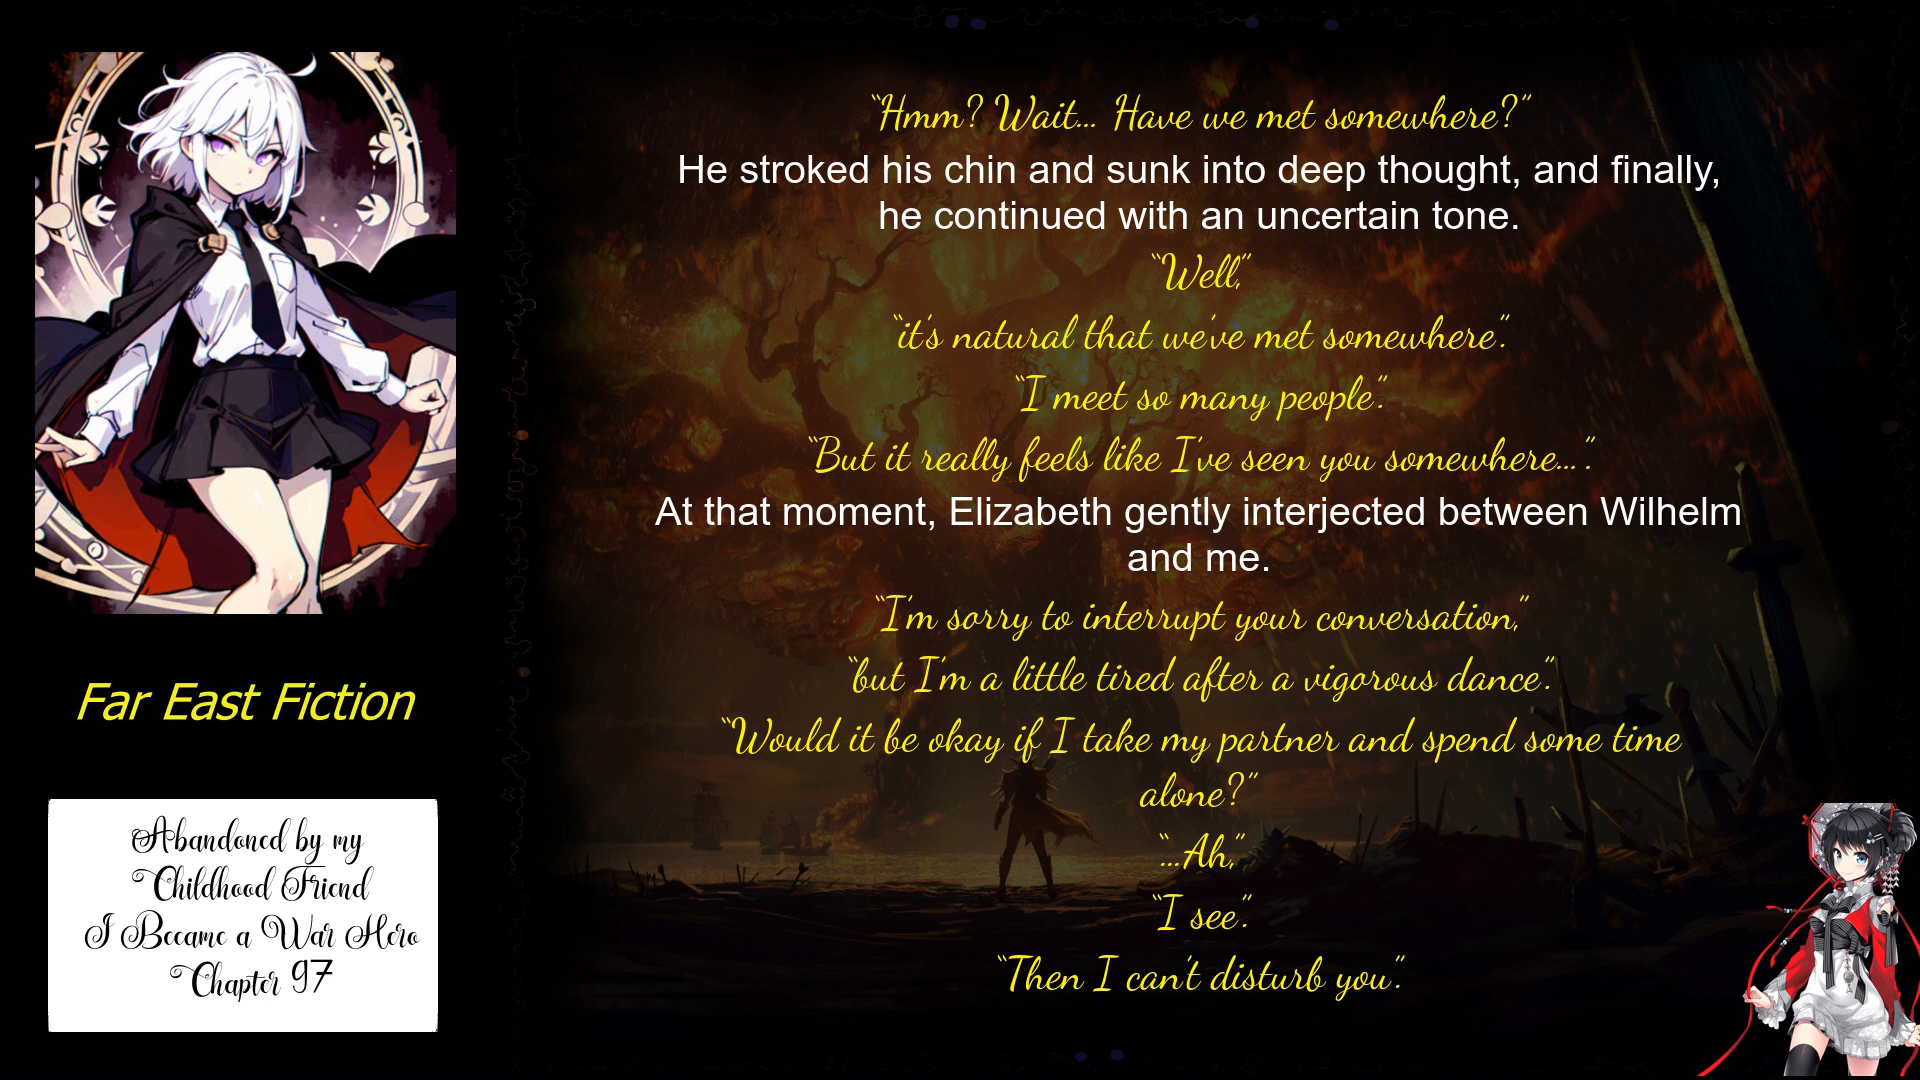 Far East Fiction
Abandoned by my
Childhood Friend
I Became a War Hero
Chapter 97
“Hmm? Wait... Have we met somewhere?”
He stroked his chin and sunk into deep thought, and finally,
he continued with an uncertain tone.
“Well,”
“it's natural that we've met somewhere”.
“I meet so many people”.
“But it really feels like I've seen you somewhere...”.
At that moment, Elizabeth gently interjected between Wilhelm
and me.
“I'm sorry to interrupt your conversation,”
“but I'm a little tired after a vigorous dance”.
“Would it be okay if I take my partner and spend some time
alone?”
“...Ah,”
“I see”.
“Then I can't disturb you”.